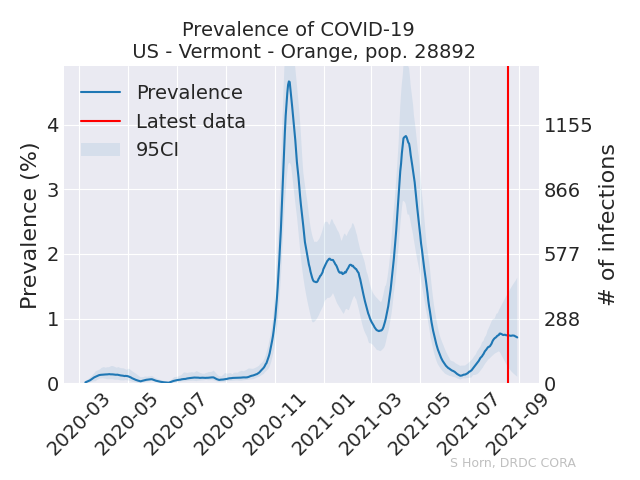 Prevalence of COVID-19
US - Vermont - Orange, pop. 28892
Prevalence
Latest data
95CI
Prevalence (%)
4
3
2
1
0
# of infections
1155
866
577
288
0
2020-03
2020-05
2020-07
2020-09
2020-11
2021-01
2021-03
2021-05
2021-07
2021-09
S Horn, DRDC CORA